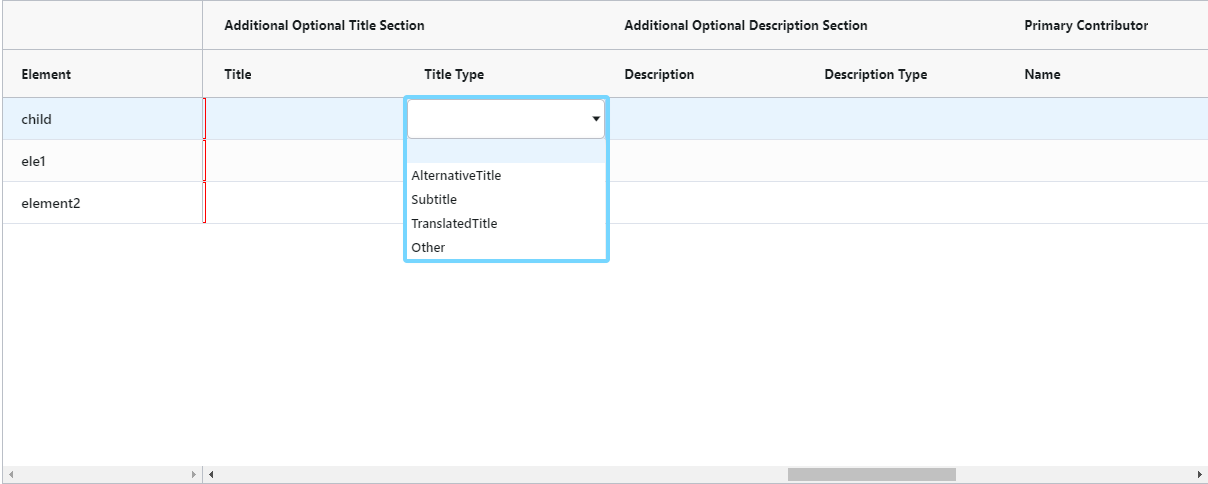 Additional Optional Title Section Additional Optional Description Section Primary Contributor
Element Title Title Type Description Description Type Name
child
ele1
AlternativeTitle
element2
Subtitle
TranslatedTitle
Other